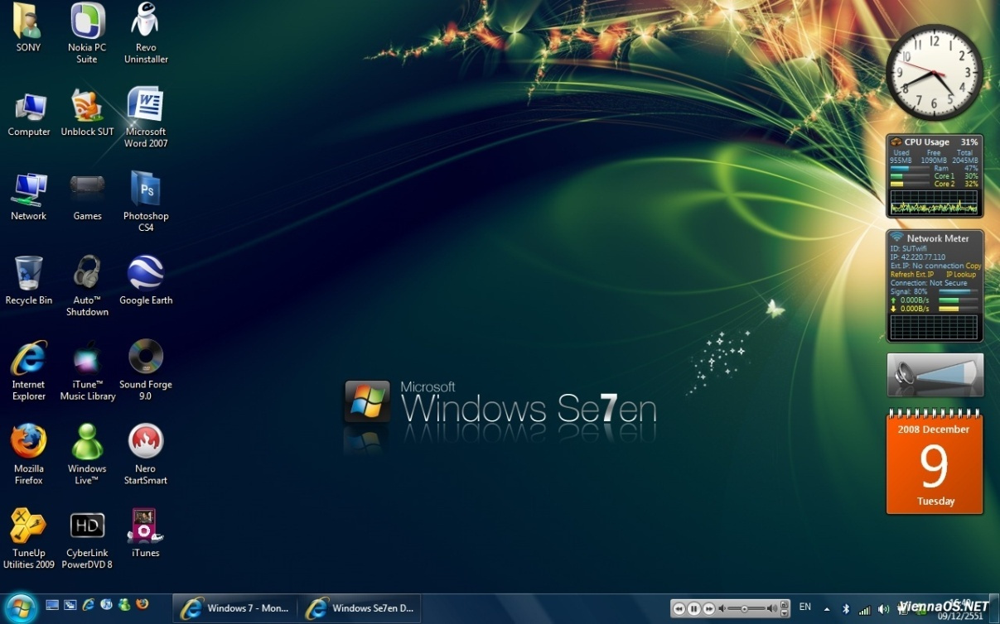 SONY
Nokia PC
Suite
Revo
Uninstaller
Computer
Unblock SUT
Microsoft
Word 2007
Network
Games
Photoshop
CS4
Recycle Bin
Auto™
Shutdown
Google Earth
Internet
Explorer
iTune™
Music Library
Sound Forge
9.0
Mozilla
Firefox
Windows
Live™
Nero
StartSmart
TuneUp
Utilities 2009
CyberLink
PowerDVD 8
iTunes
Ps
HD
Microsoft
Windows Se7en
12
1
2
3
4
5
6
7
8
9
10
11
CPU Usage 31%
Used Free Total
955MB 1090MB 2045MB
Ram 47%
Core 1 30%
Core 2 32%
Network Meter
ID: SUTwifi
IP: 42.220.77.110
Ext.IP: No connection Copy
Refresh Ext.IP IP Lookup
Connection: Not Secure
Signal: 80%
0.000B/s
0.000B/s
2008 December
9
Tuesday
Windows 7 - Mon...
Windows Se7en D...
EN
ViennaOS.NET
09/12/2551